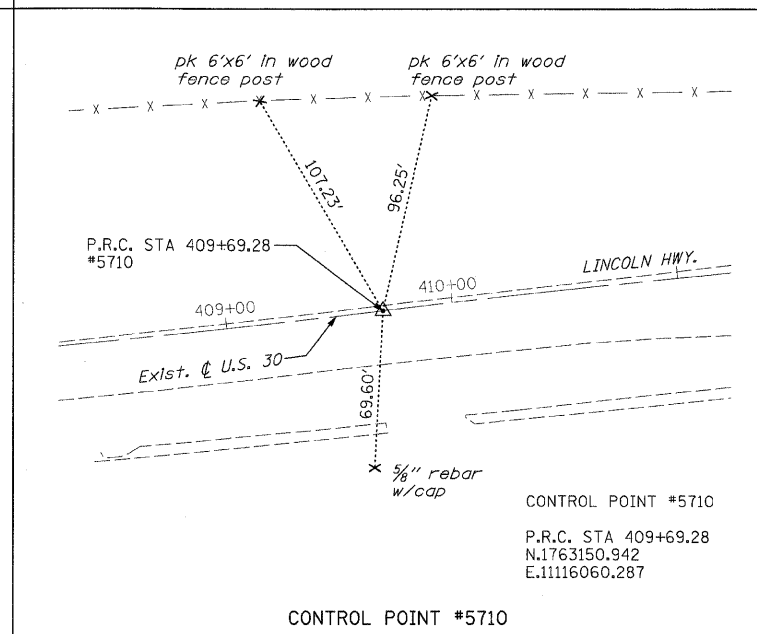 pk 6'x6' in wood
fence post
pk 6'x6' in wood
fence post
107.23'
96.25'
P.R.C. STA 409+69.28
#5710
LINCOLN HWY.
410+00
409+00
Exist. ℄ U.S. 30
69.60'
5/8" rebar
w/cap
CONTROL POINT #5710
P.R.C. STA 409+69.28
N.1763150.942
E.11116060.287
CONTROL POINT #5710